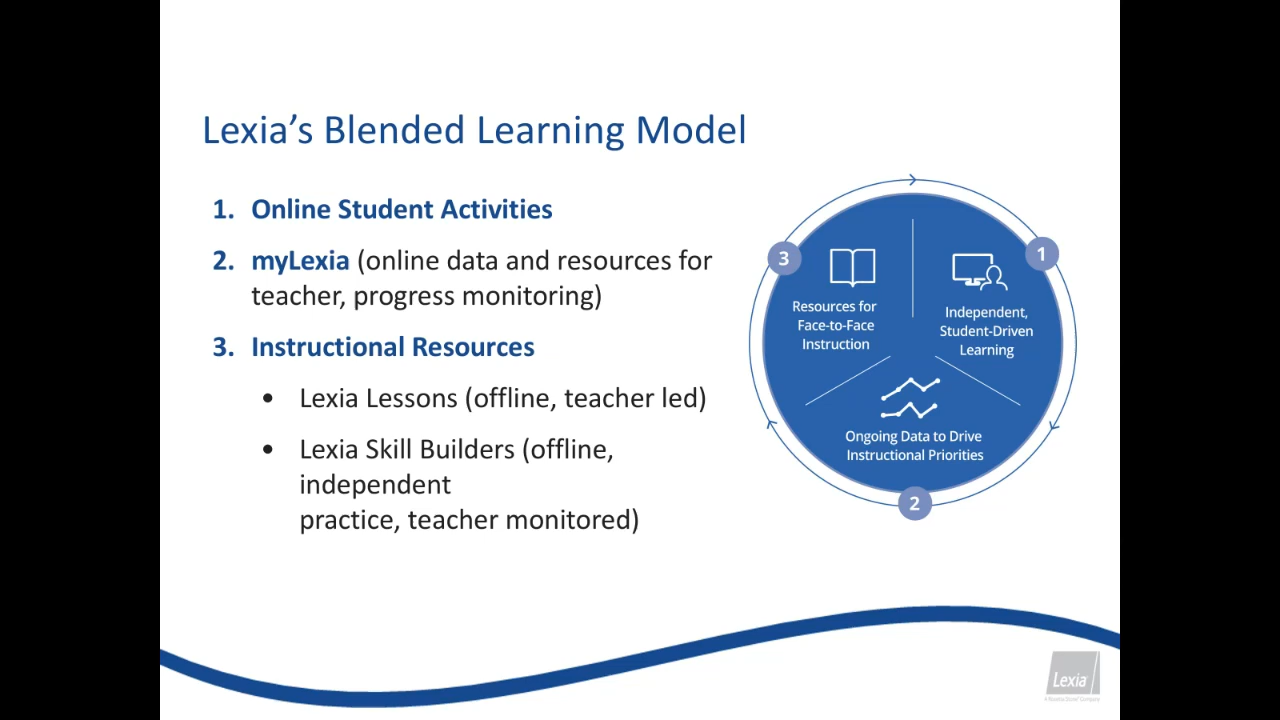 Lexia’s Blended Learning Model
1. Online Student Activities
2. myLexia (online data and resources for
teacher, progress monitoring)
3. Instructional Resources
• Lexia Lessons (offline, teacher led)
• Lexia Skill Builders (offline,
independent
practice, teacher monitored)
3
Resources for
Face-to-Face
Instruction
1
Independent,
Student-Driven
Learning
Ongoing Data to Drive
Instructional Priorities
2
Lexia